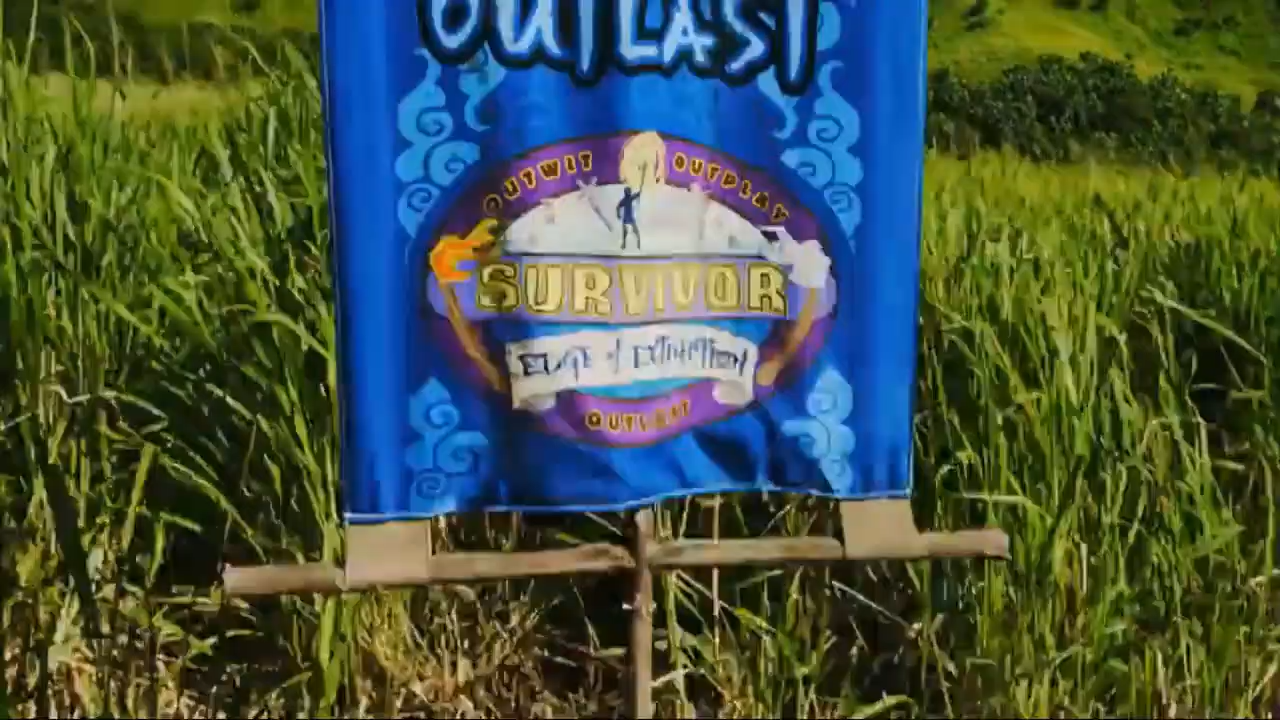 OUTLAST
OUTWIT OUTPLAY
SURVIVOR
EDGE of EXTINCTION
OUTLAST